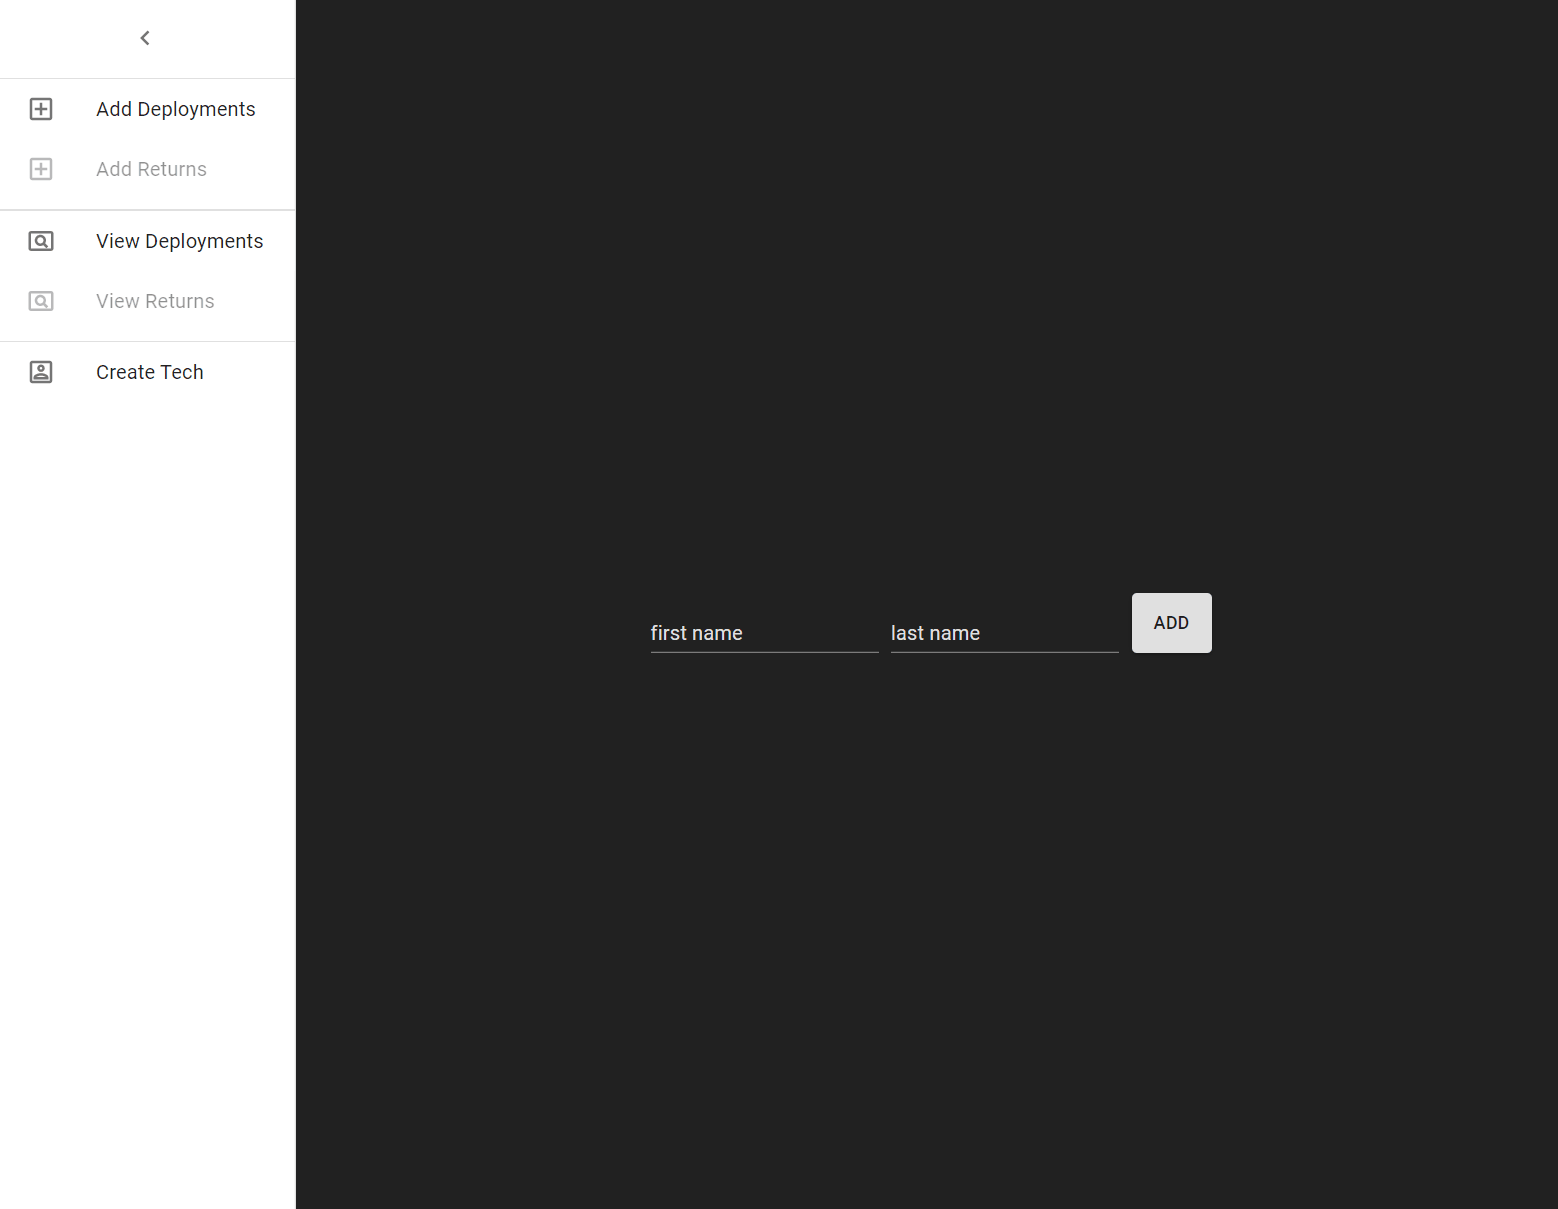 Add Deployments
Add Returns
View Deployments
View Returns
Create Tech
first name last name ADD